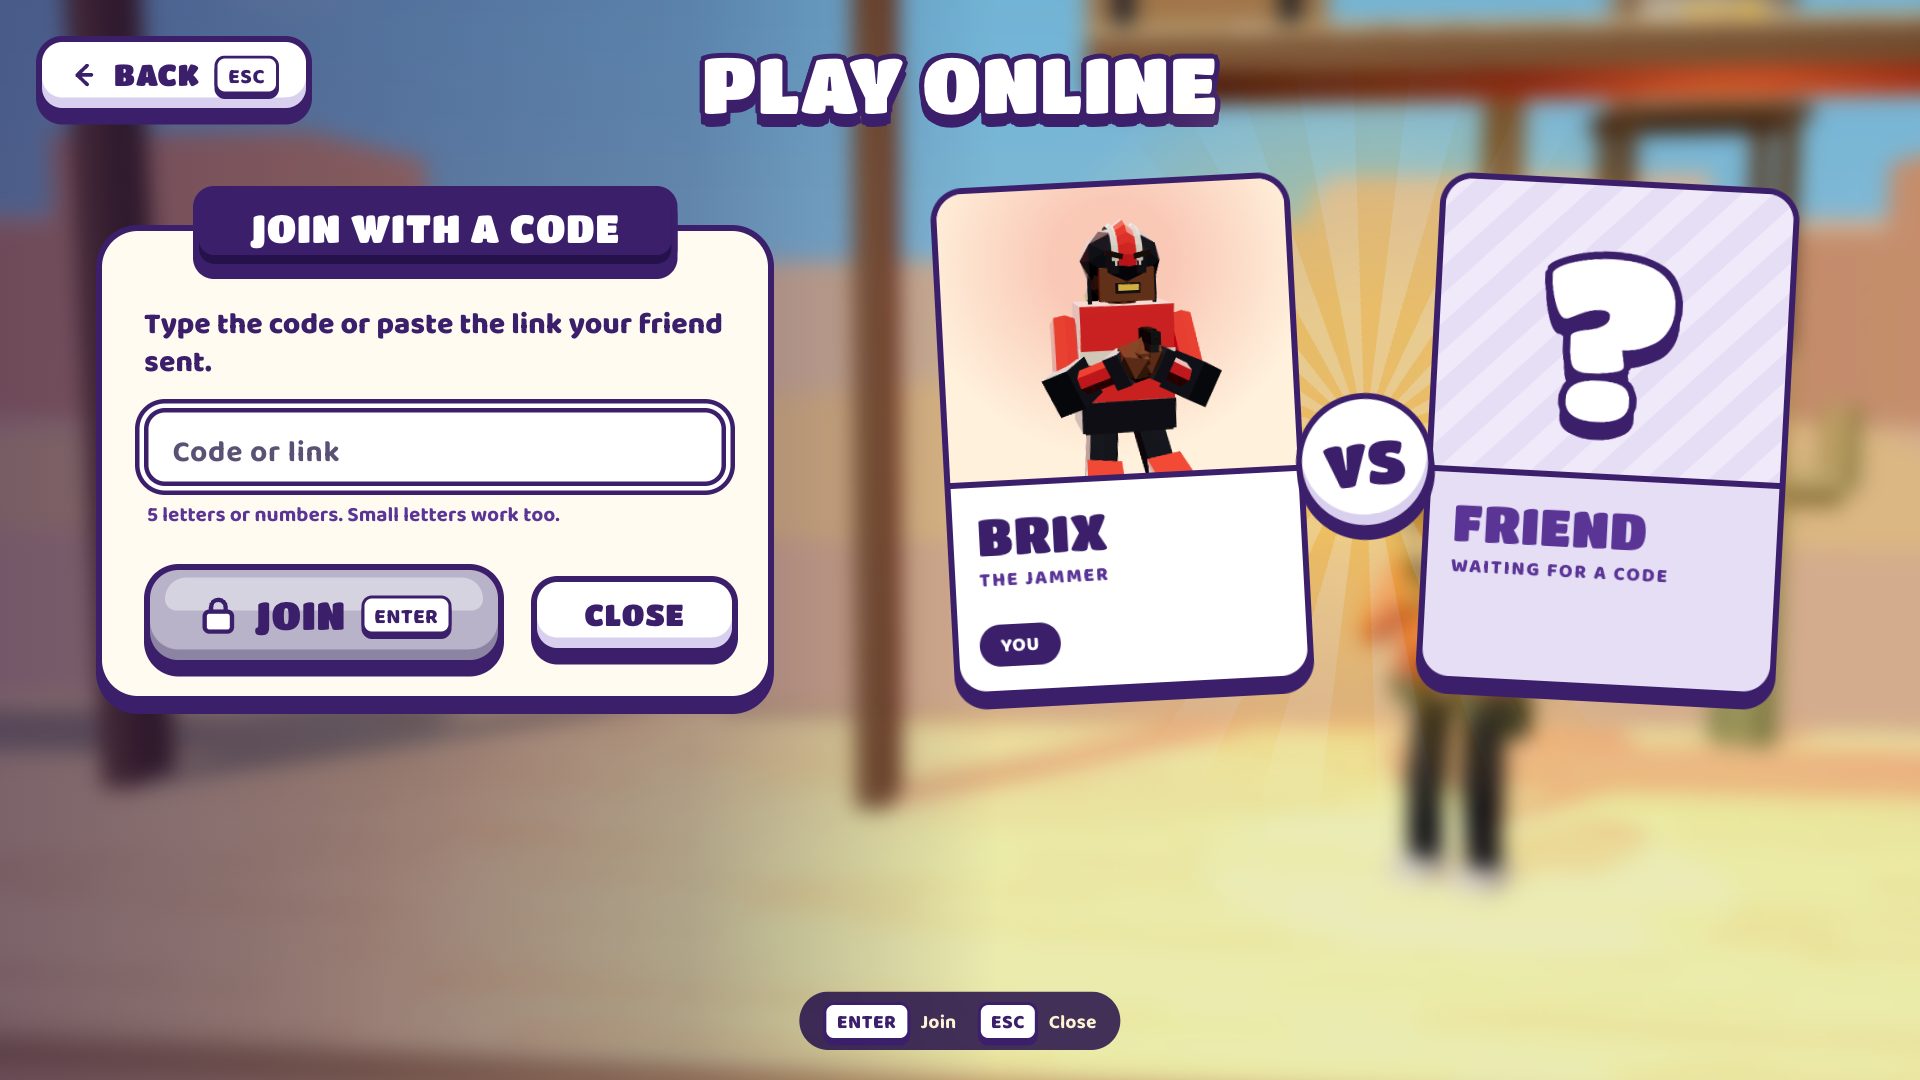 BACK ESC
PLAY ONLINE
JOIN WITH A CODE
Type the code or paste the link your friend
sent.
Code or link
5 letters or numbers. Small letters work too.
JOIN ENTER
CLOSE
BRIX
THE JAMMER
YOU
VS
?
FRIEND
WAITING FOR A CODE
ENTER Join ESC Close